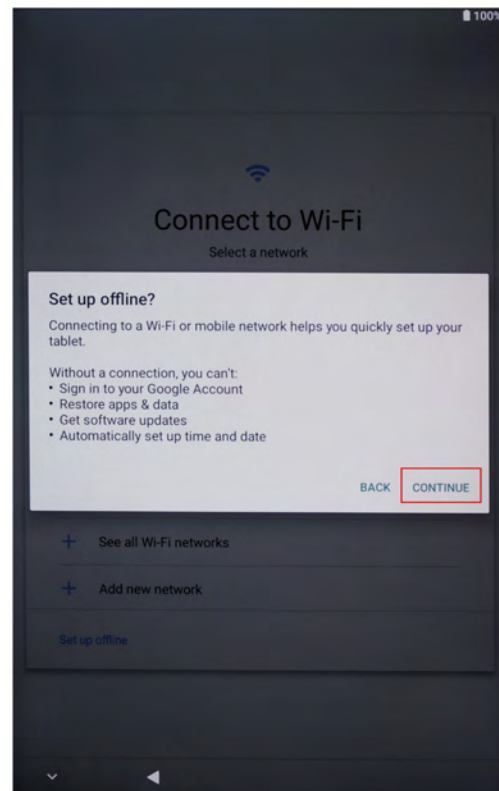 100%
Connect to Wi-Fi
Select a network
Set up offline?
Connecting to a Wi-Fi or mobile network helps you quickly set up your
tablet.
Without a connection, you can't:
• Sign in to your Google Account
• Restore apps & data
• Get software updates
• Automatically set up time and date
BACK CONTINUE
+ See all Wi-Fi networks
+ Add new network
Set up offline